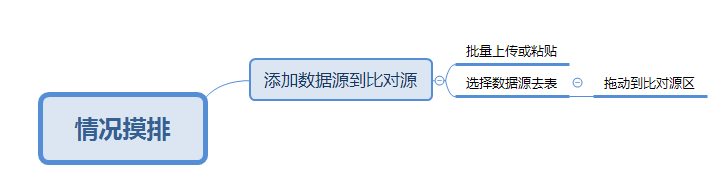 批量上传或粘贴
添加数据源到比对源
选择数据源去表
拖动到比对源区
情况摸排